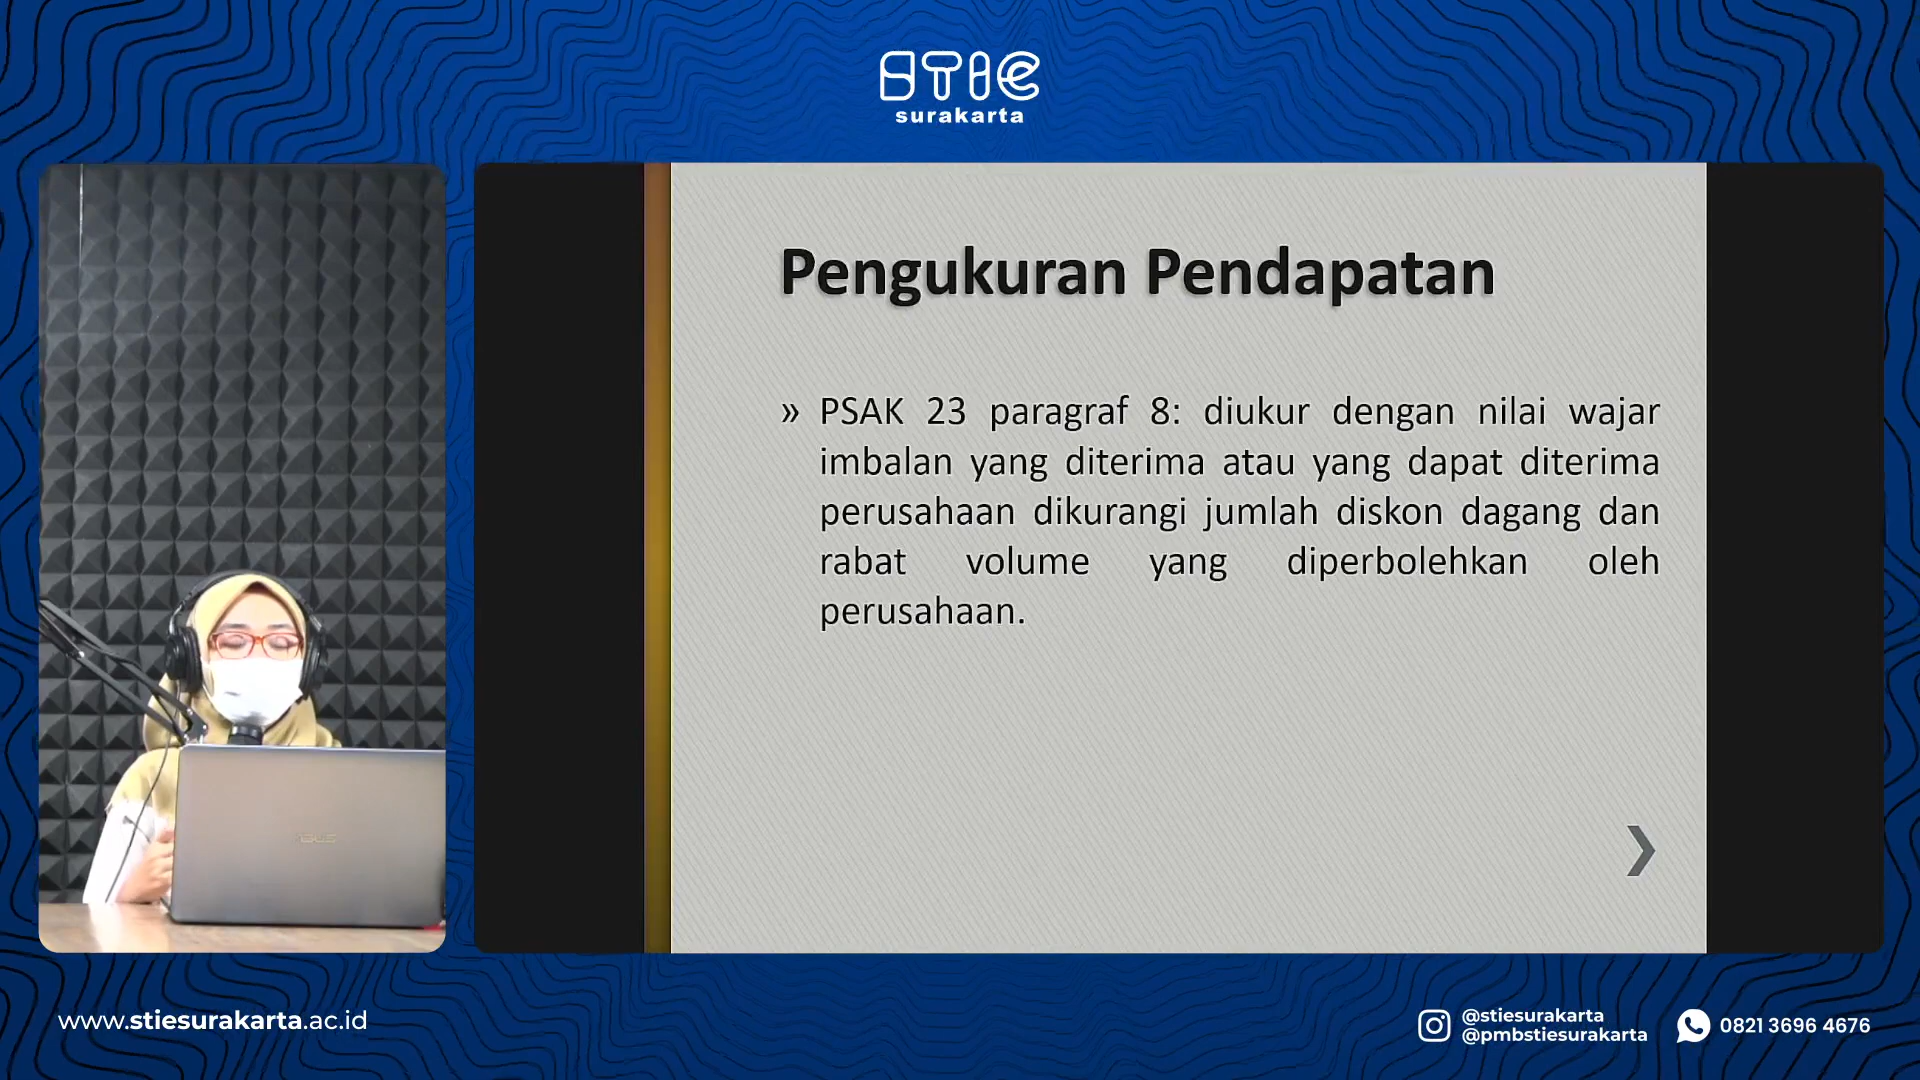 STIE
surakarta
Pengukuran Pendapatan
» PSAK 23 paragraf 8: diukur dengan nilai wajar
imbalan yang diterima atau yang dapat diterima
perusahaan dikurangi jumlah diskon dagang dan
rabat volume yang diperbolehkan oleh
perusahaan.
ASUS
www.stiesurakarta.ac.id
@stiesurakarta
@pmbstiesurakarta
0821 3696 4676